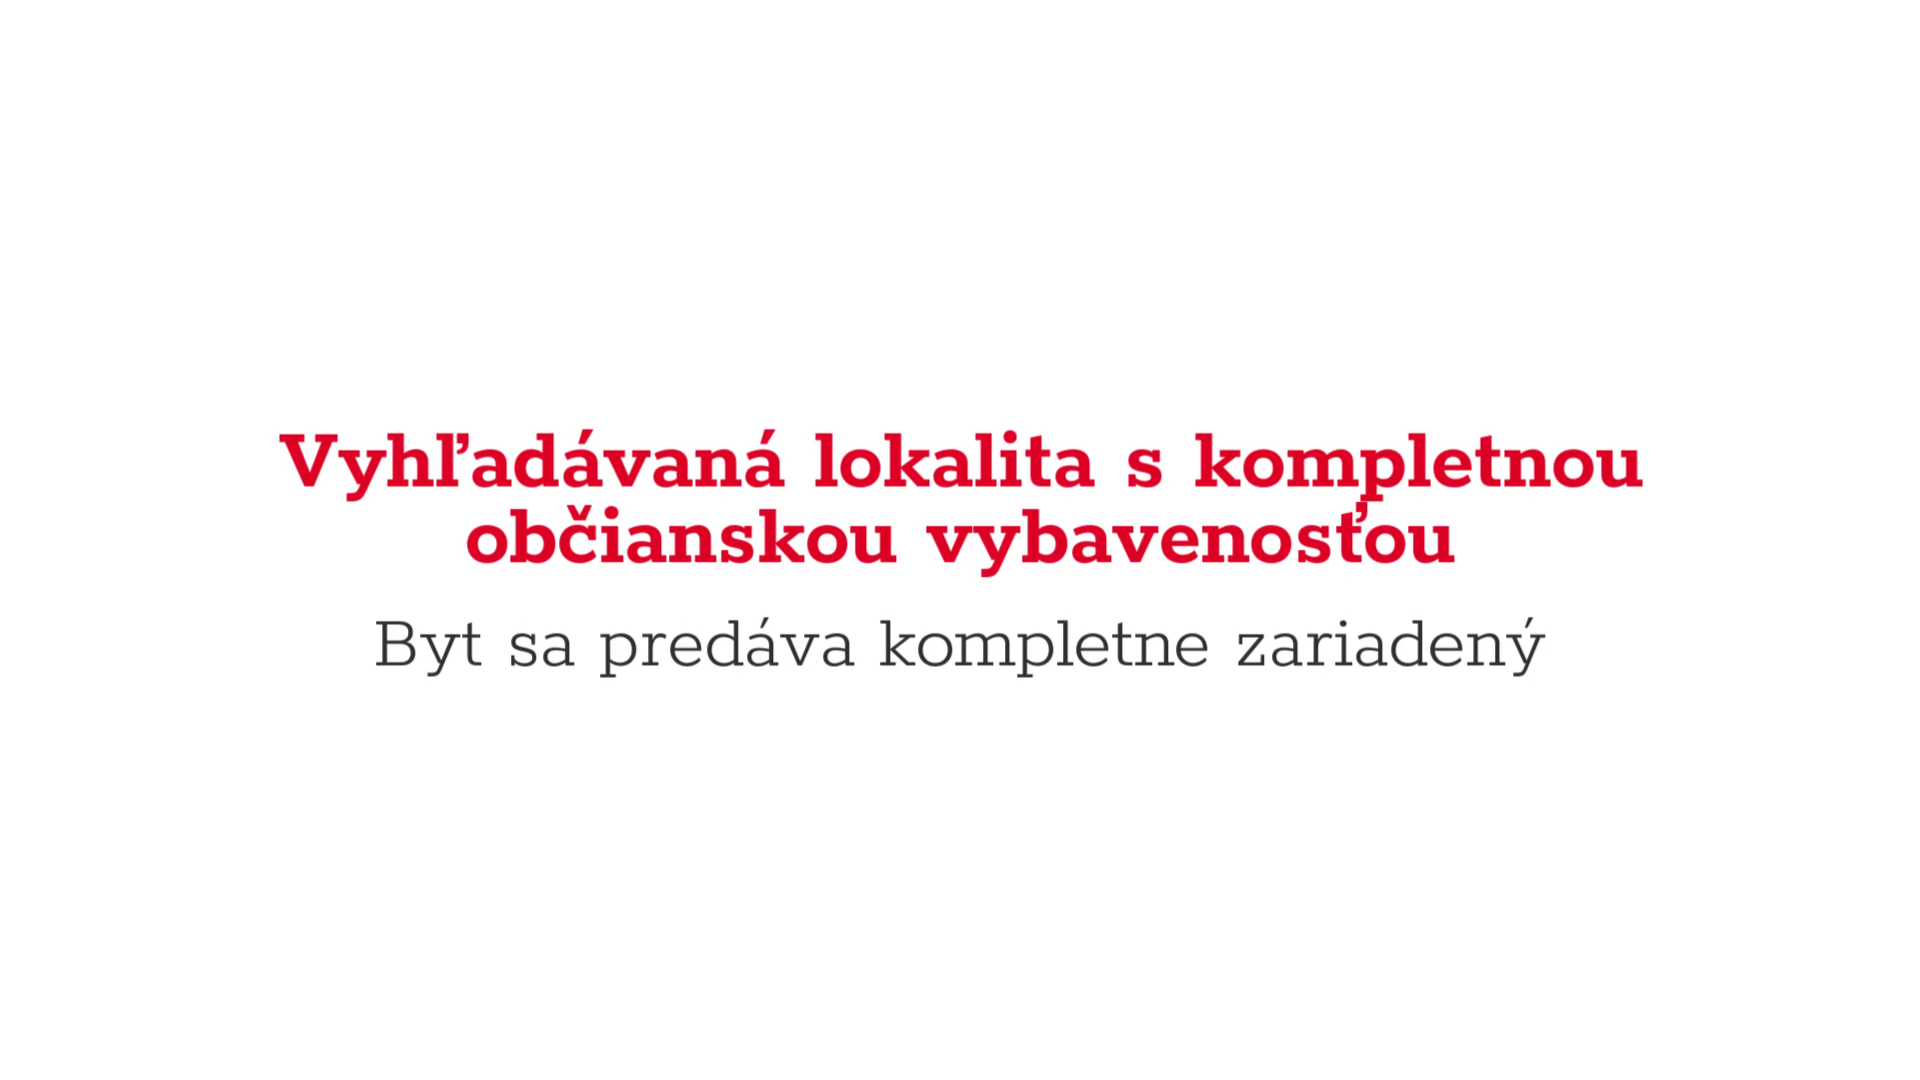 Vyhľadávaná lokalita s kompletnou
občianskou vybavenosťou
Byt sa predáva kompletne zariadený